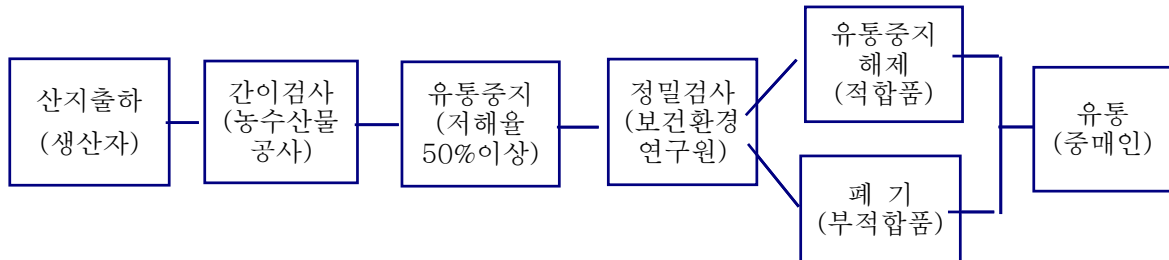 산지출하
(생산자)
간이검사
(농수산물
공사)
유통중지
(저해율
50%이상)
정밀검사
(보건환경
연구원)
유통중지
해제
(적합품)
폐 기
(부적합품)
유통
(중매인)